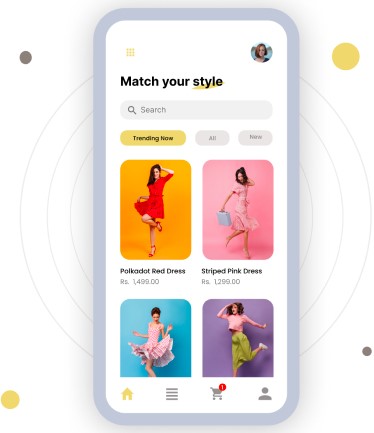 Match your style
Search
Trending Now
All
New
Polkadot Red Dress
Striped Pink Dress
Rs. 1,499.00
Rs. 1,299.00
1